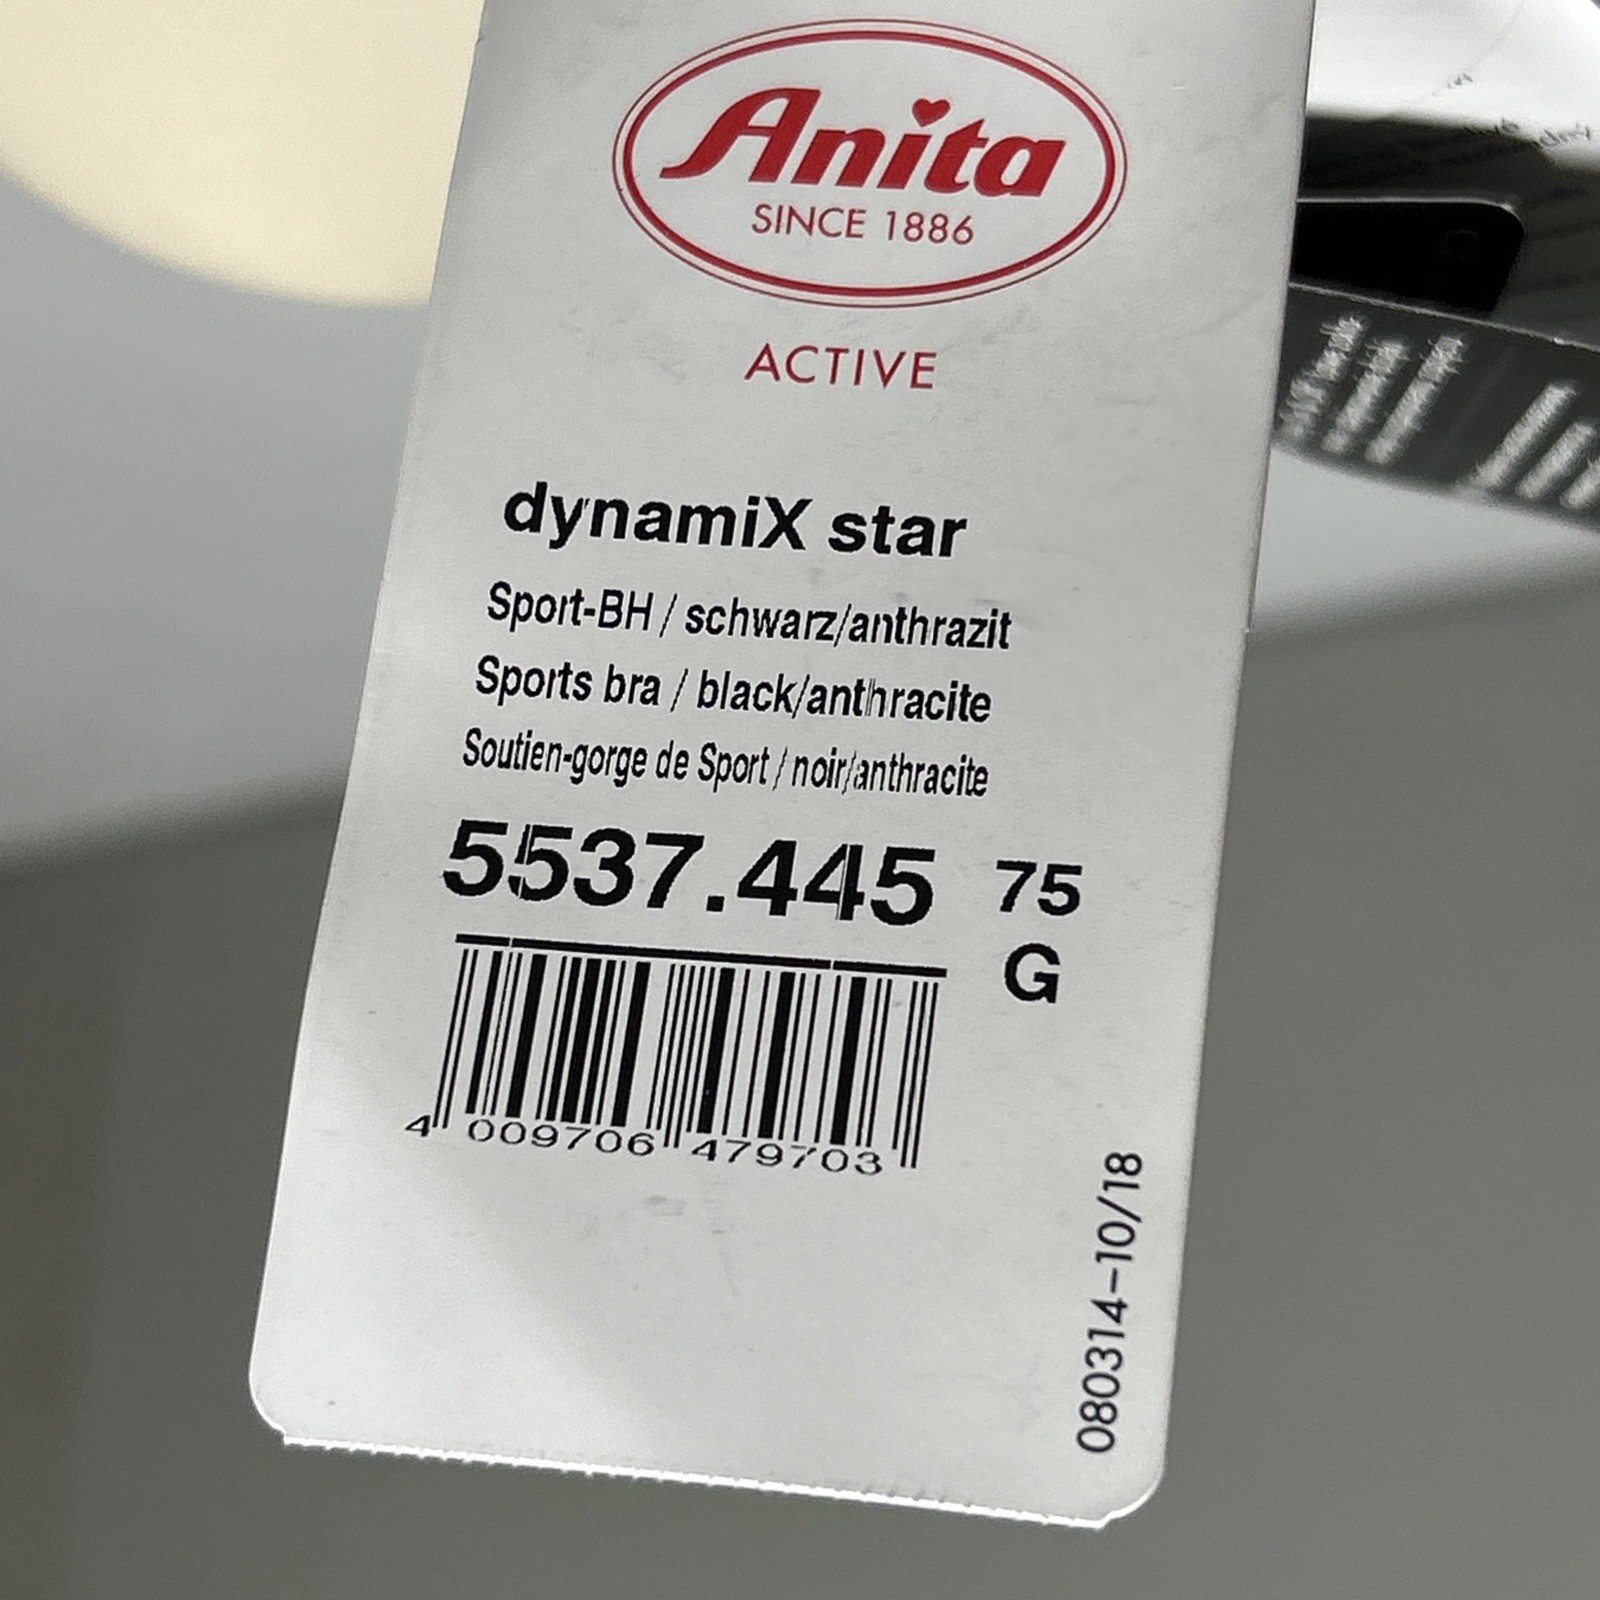 Anita
SINCE 1886
ACTIVE
dynamiX star
Sport-BH / schwarz/anthrazit
Sports bra / black/anthracite
Soutien-gorge de Sport / noir/anthracite
5537.445 75
G
4 009706 479703
080314-10/18